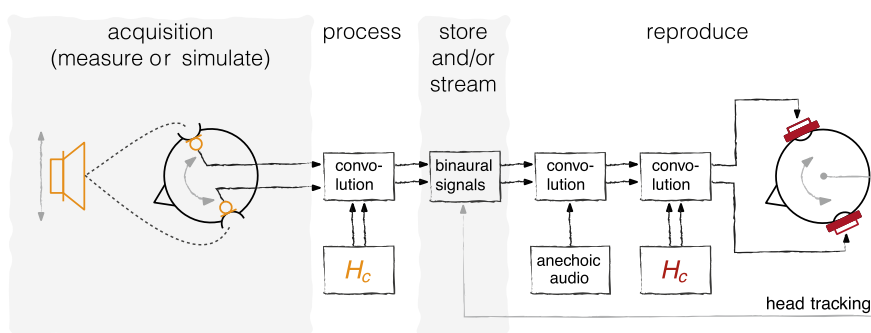 acquisition
(measure or simulate)
process
store
and/or
stream
reproduce
convo-
lution
binaural
signals
convo-
lution
convo-
lution
Hc
anechoic
audio
Hc
head tracking